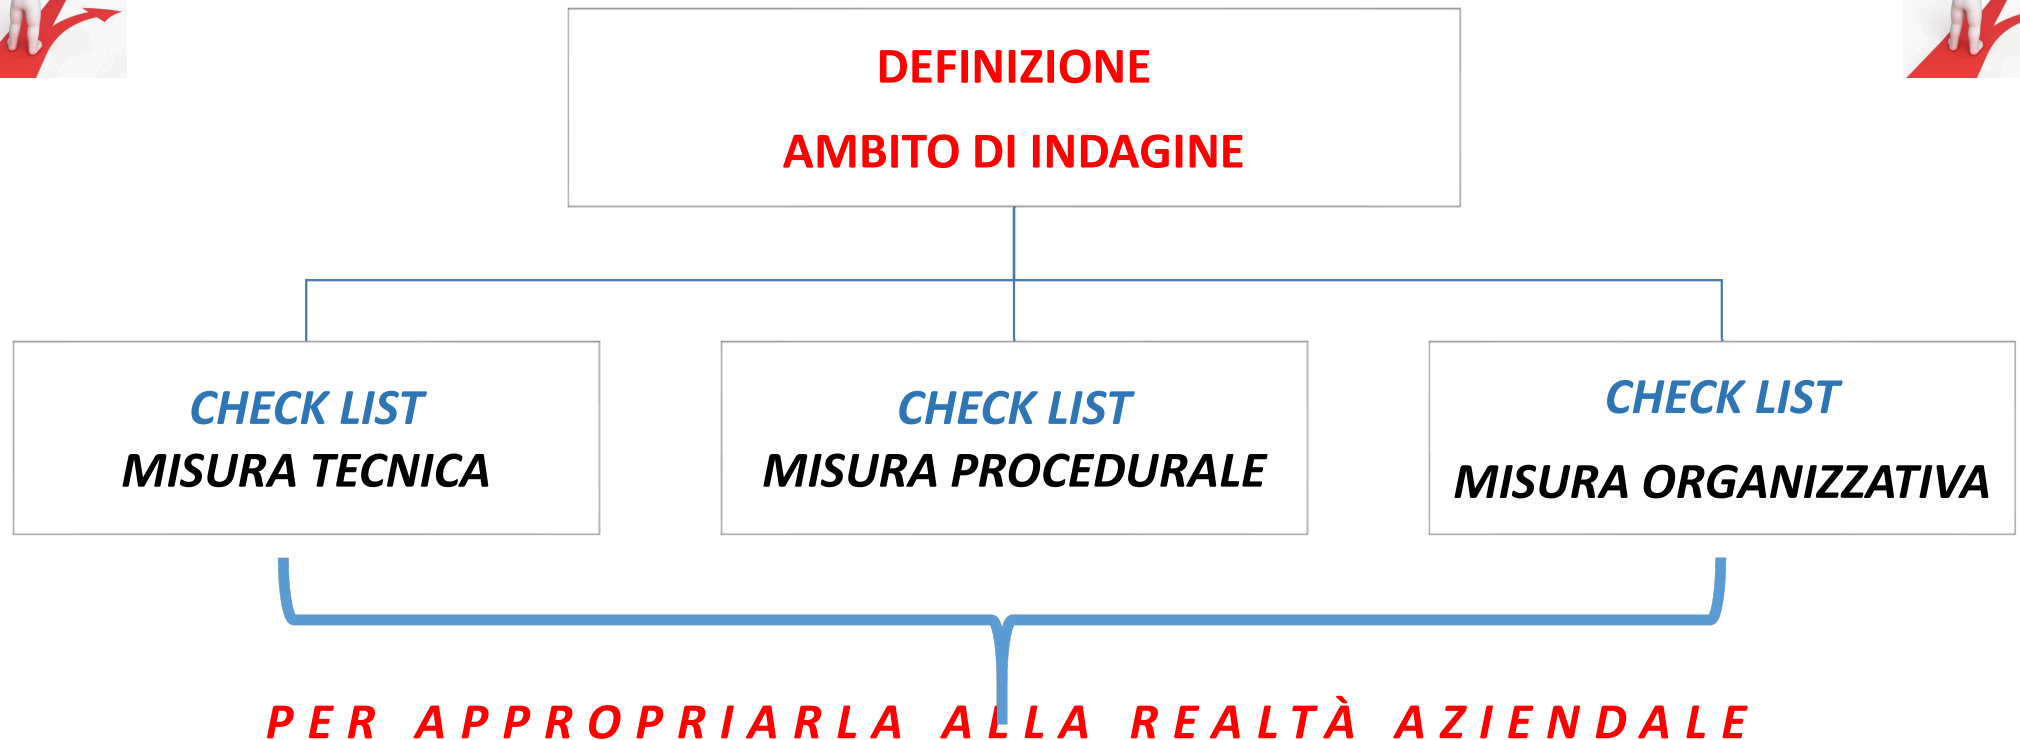 DEFINIZIONE
AMBITO DI INDAGINE
CHECK LIST
MISURA TECNICA
CHECK LIST
MISURA PROCEDURALE
CHECK LIST
MISURA ORGANIZZATIVA
PER APPROPRIARLA ALLA REALTÀ AZIENDALE